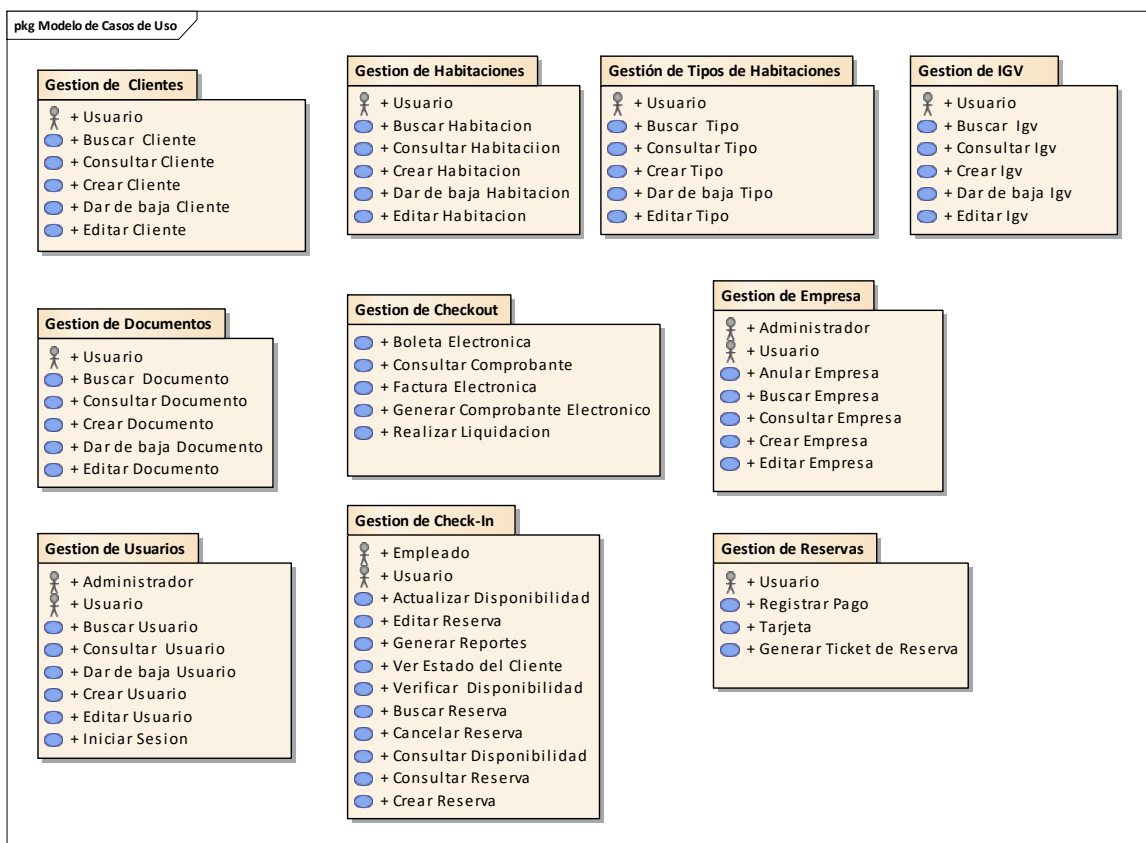 pkg Modelo de Casos de Uso
Gestion de Clientes
+ Usuario
+ Buscar Cliente
+ Consultar Cliente
+ Crear Cliente
+ Dar de baja Cliente
+ Editar Cliente
Gestion de Habitaciones
+ Usuario
+ Buscar Habitacion
+ Consultar Habitaciion
+ Crear Habitacion
+ Dar de baja Habitacion
+ Editar Habitacion
Gestión de Tipos de Habitaciones
+ Usuario
+ Buscar Tipo
+ Consultar Tipo
+ Crear Tipo
+ Dar de baja Tipo
+ Editar Tipo
Gestion de IGV
+ Usuario
+ Buscar Igv
+ Consultar Igv
+ Crear Igv
+ Dar de baja Igv
+ Editar Igv
Gestion de Documentos
+ Usuario
+ Buscar Documento
+ Consultar Documento
+ Crear Documento
+ Dar de baja Documento
+ Editar Documento
Gestion de Checkout
+ Boleta Electronica
+ Consultar Comprobante
+ Factura Electronica
+ Generar Comprobante Electronico
+ Realizar Liquidacion
Gestion de Empresa
+ Administrador
+ Usuario
+ Anular Empresa
+ Buscar Empresa
+ Consultar Empresa
+ Crear Empresa
+ Editar Empresa
Gestion de Usuarios
+ Administrador
+ Usuario
+ Buscar Usuario
+ Consultar Usuario
+ Dar de baja Usuario
+ Crear Usuario
+ Editar Usuario
+ Iniciar Sesion
Gestion de Check-In
+ Empleado
+ Usuario
+ Actualizar Disponibilidad
+ Editar Reserva
+ Generar Reportes
+ Ver Estado del Cliente
+ Verificar Disponibilidad
+ Buscar Reserva
+ Cancelar Reserva
+ Consultar Disponibilidad
+ Consultar Reserva
+ Crear Reserva
Gestion de Reservas
+ Usuario
+ Registrar Pago
+ Tarjeta
+ Generar Ticket de Reserva